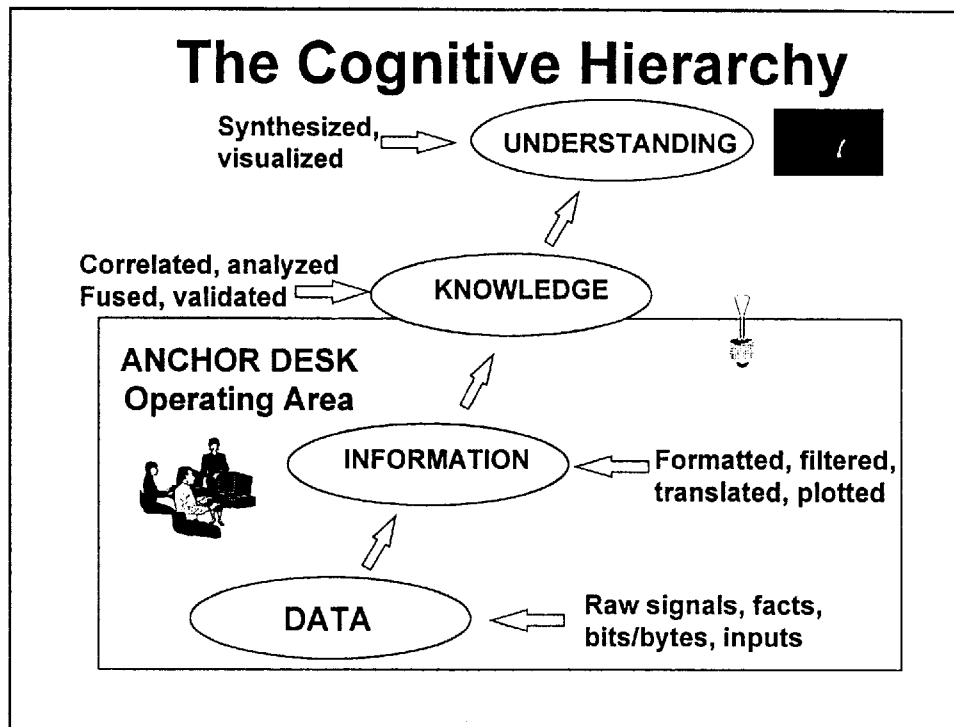 The Cognitive Hierarchy
Synthesized,
visualized
UNDERSTANDING
Correlated, analyzed
Fused, validated
KNOWLEDGE
ANCHOR DESK
Operating Area
INFORMATION
Formatted, filtered,
translated, plotted
DATA
Raw signals, facts,
bits/bytes, inputs